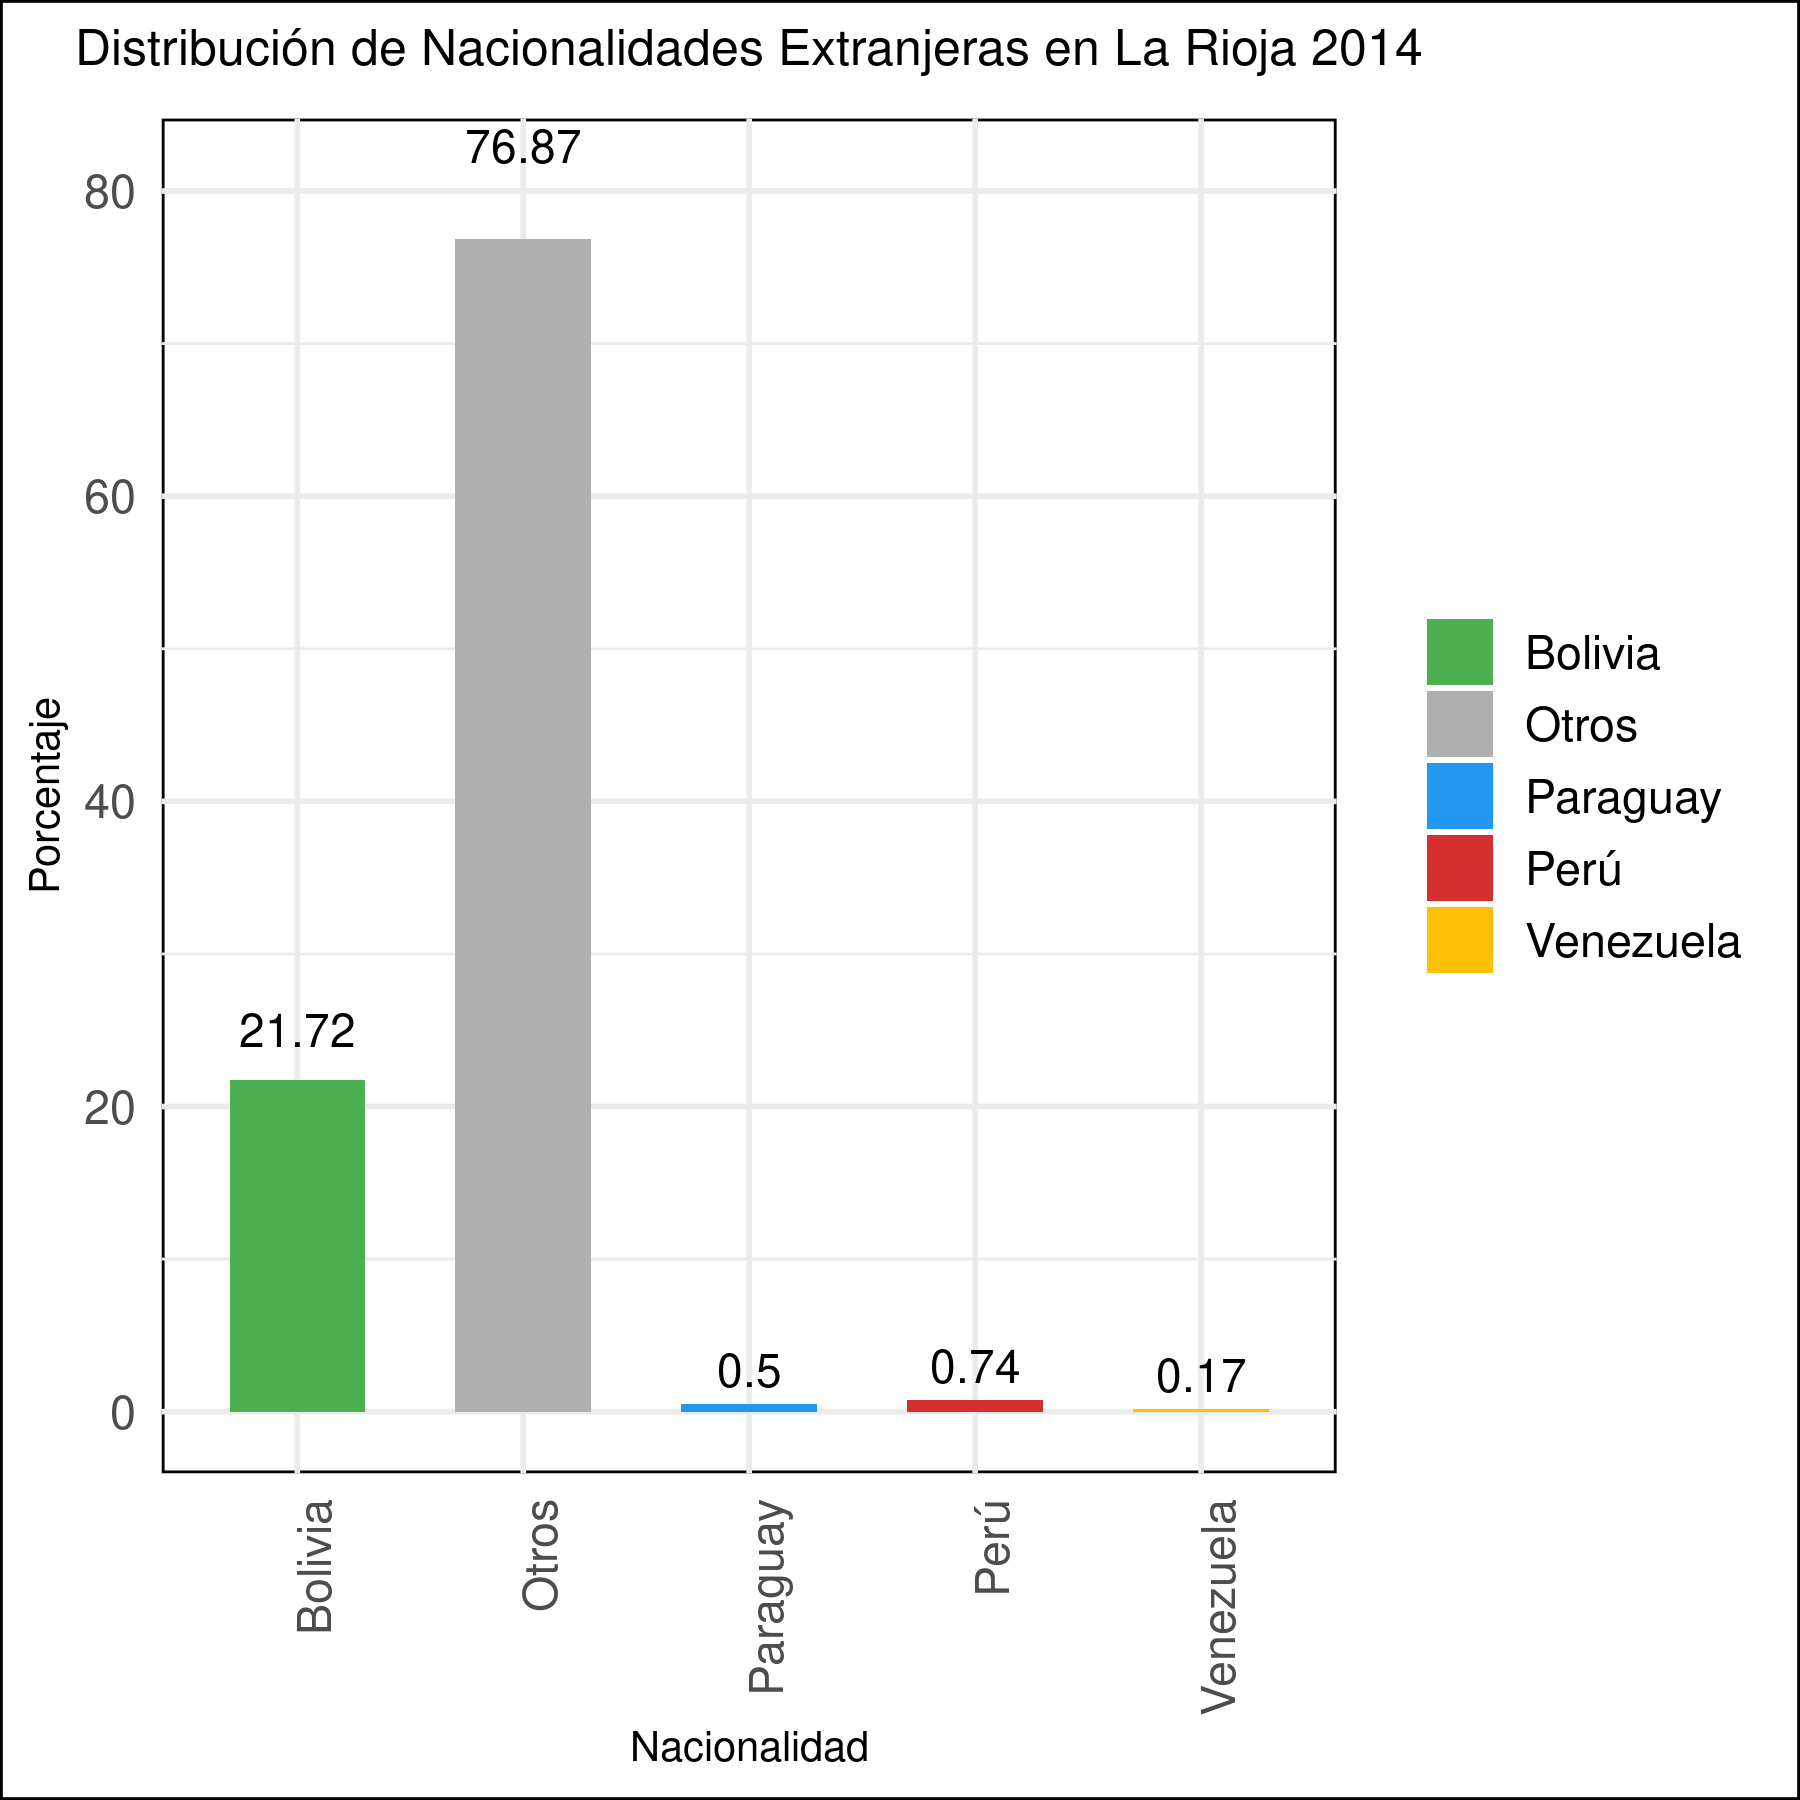 Distribución de Nacionalidades Extranjeras en La Rioja 2014
76.87
80
60
40
21.72
20
0.5
0.74
0.17
0
Porcentaje
Bolivia
Otros
Paraguay
Perú
Venezuela
Nacionalidad
Bolivia
Otros
Paraguay
Perú
Venezuela